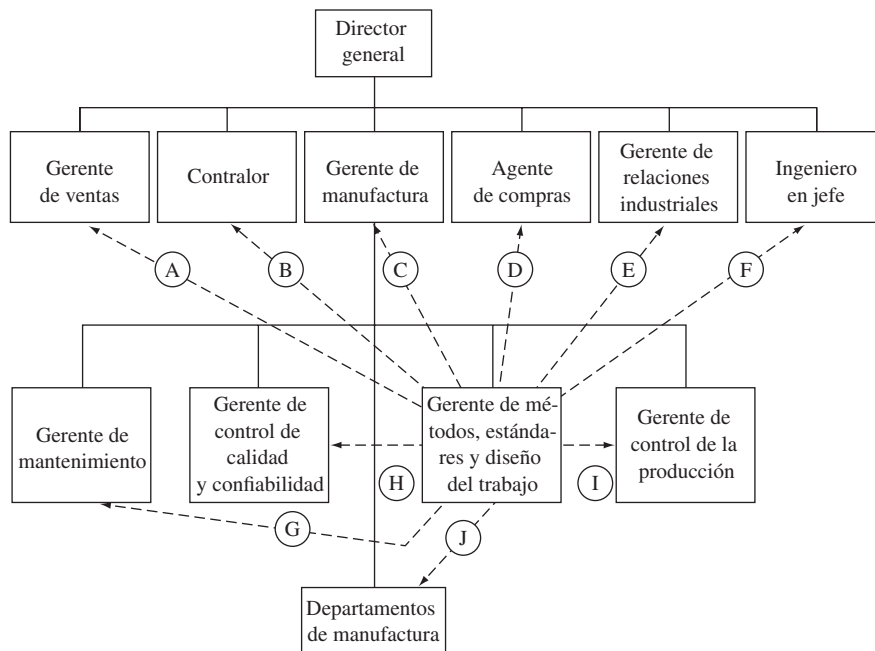 Director
general
Gerente
de ventas
Contralor
Gerente de
manufactura
Agente
de compras
Gerente de
relaciones
industriales
Ingeniero
en jefe
A
B
C
D
E
F
Gerente de
mantenimiento
Gerente de
control de
calidad
y confiabilidad
Gerente de mé-
todos, estánda-
res y diseño
del trabajo
Gerente de
control de la
producción
H
I
G
J
Departamentos
de manufactura